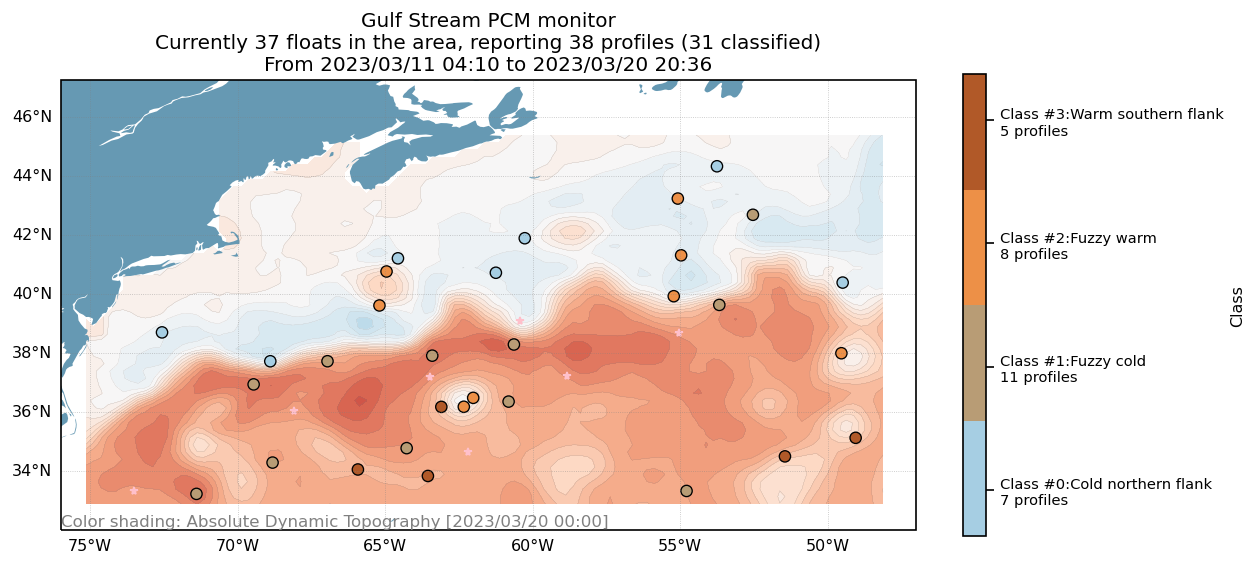 Gulf Stream PCM monitor
Currently 37 floats in the area, reporting 38 profiles (31 classified)
From 2023/03/11 04:10 to 2023/03/20 20:36
46°N
44°N
42°N
40°N
38°N
36°N
34°N
Color shading: Absolute Dynamic Topography [2023/03/20 00:00]
75°W
70°W
65°W
60°W
55°W
50°W
Class #3:Warm southern flank
5 profiles
Class #2:Fuzzy warm
8 profiles
Class #1:Fuzzy cold
11 profiles
Class #0:Cold northern flank
7 profiles
Class